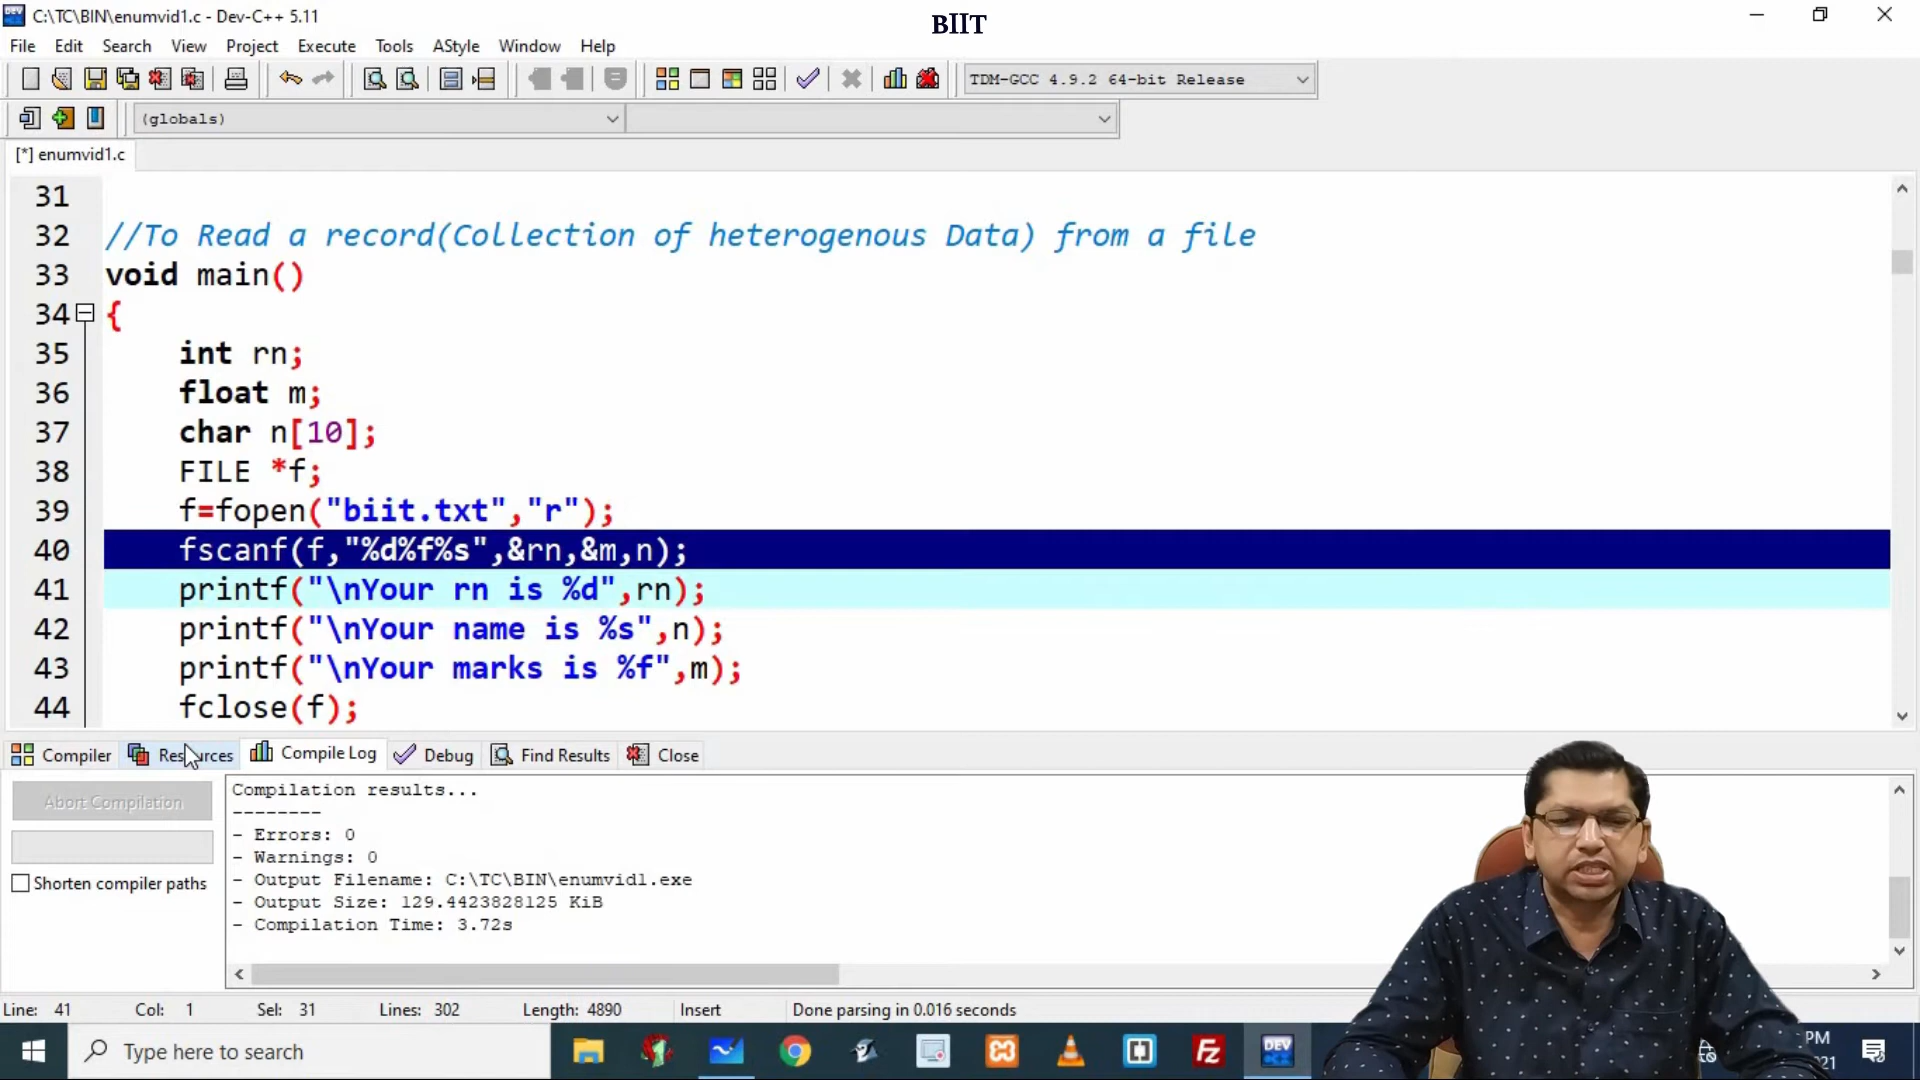 C:\TC\BIN\enumvid1.c - Dev-C++ 5.11
BIIT
File Edit Search View Project Execute Tools AStyle Window Help
TDM-GCC 4.9.2 64-bit Release
(globals)
[*] enumvid1.c
31
32 //To Read a record(Collection of heterogenous Data) from a file
33 void main()
34 {
35 int rn;
36 float m;
37 char n[10];
38 FILE *f;
39 f=fopen("biit.txt","r");
40 fscanf(f,"%d%f%s",&rn,&m,n);
41 printf("\nYour rn is %d",rn);
42 printf("\nYour name is %s",n);
43 printf("\nYour marks is %f",m);
44 fclose(f);
Compiler Resources Compile Log Debug Find Results Close
Abort Compilation
Shorten compiler paths
Compilation results...
--------
- Errors: 0
- Warnings: 0
- Output Filename: C:\TC\BIN\enumvid1.exe
- Output Size: 129.4423828125 KiB
- Compilation Time: 3.72s
Line: 41 Col: 1 Sel: 31 Lines: 302 Length: 4890 Insert Done parsing in 0.016 seconds
Type here to search
DEV
Fz
PM